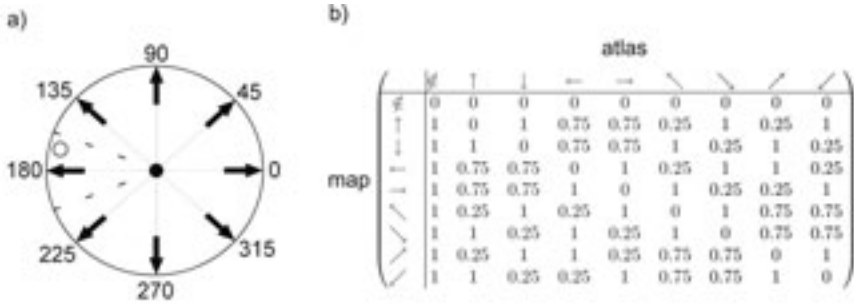 a)
90
135
45
180
0
225
315
270
b)
atlas
↑ ↓ ← → ↖ ↘ ↗ ↙
0 0 0 0 0 0 0 0 0
↑ 1 0 1 0.75 0.75 0.25 1 0.25 1
↓ 1 1 0 0.75 0.75 1 0.25 1 0.25
← 1 0.75 0.75 0 1 0.25 1 1 0.25
map
→ 1 0.75 0.75 1 0 1 0.25 0.25 1
↖ 1 0.25 1 0.25 1 0 1 0.75 0.75
↘ 1 1 0.25 1 0.25 1 0 0.75 0.75
↗ 1 0.25 1 1 0.25 0.75 0.75 0 1
↙ 1 1 0.25 0.25 1 0.75 0.75 1 0